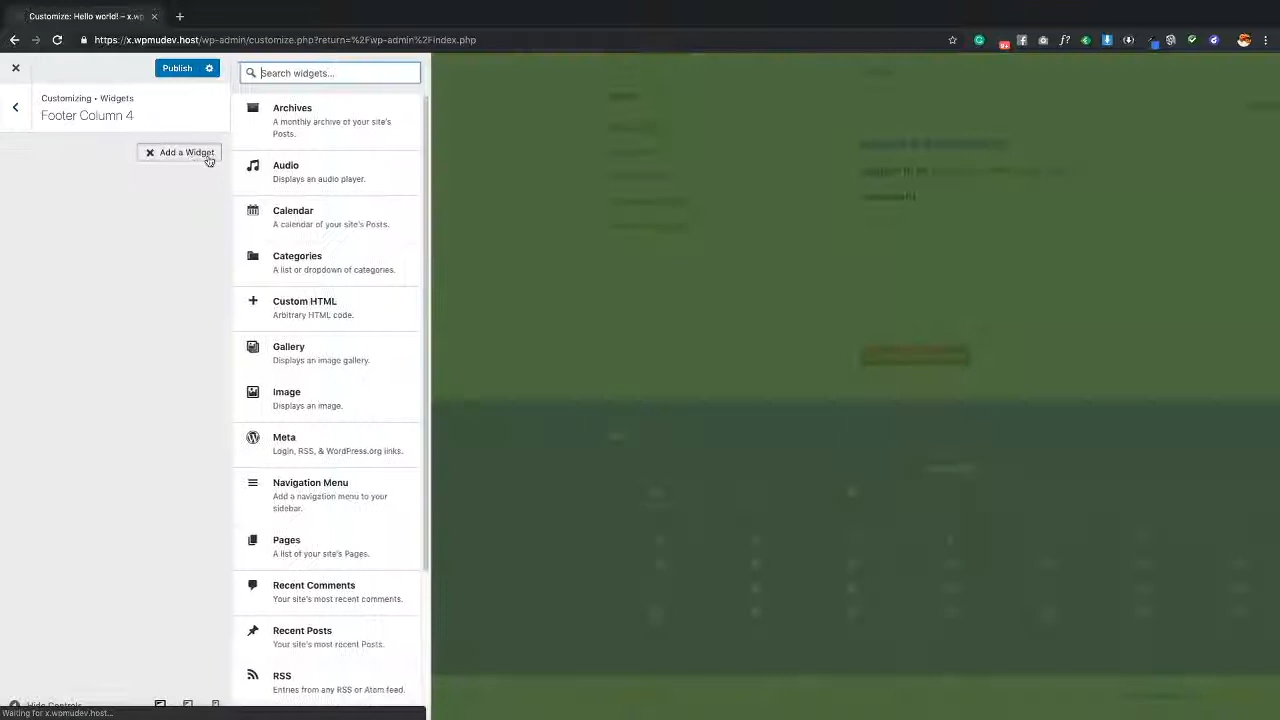 Customize: Hello world! – x.wp
https://x.wpmudev.host/wp-admin/customize.php?return=%2Fwp-admin%2Findex.php
Publish
Customizing • Widgets
Footer Column 4
Add a Widget
Search widgets...
Archives
A monthly archive of your site's
Posts.
Audio
Displays an audio player.
Calendar
A calendar of your site's Posts.
Categories
A list or dropdown of categories.
Custom HTML
Arbitrary HTML code.
Gallery
Displays an image gallery.
Image
Displays an image.
Meta
Login, RSS, & WordPress.org links.
Navigation Menu
Add a navigation menu to your
sidebar.
Pages
A list of your site's Pages.
Recent Comments
Your site's most recent comments.
Recent Posts
Your site's most recent Posts.
RSS
Entries from any RSS or Atom feed.
Hide Controls
Waiting for x.wpmudev.host...